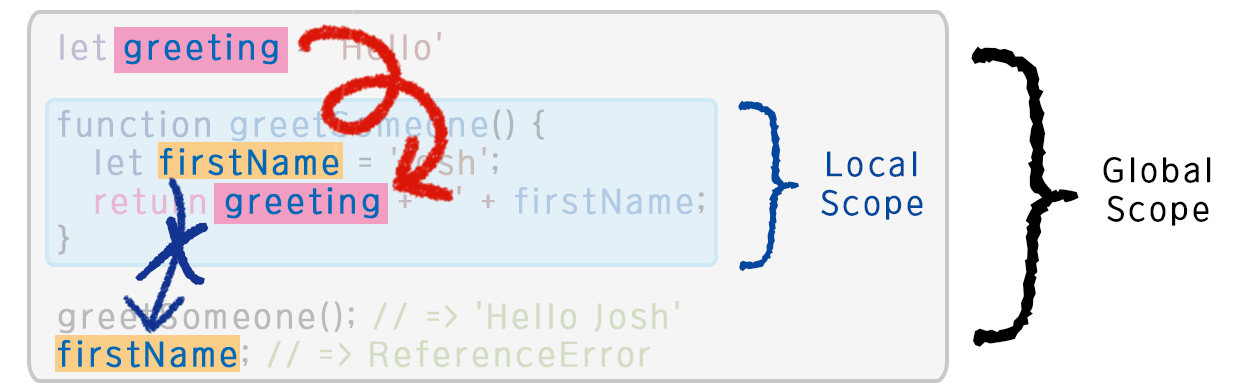 let greeting 'Hello'
function greetSomeone() {
let firstName = 'Josh';
return greeting + ' ' + firstName;
}
greetSomeone(); // => 'Hello Josh'
firstName; // => ReferenceError
Local
Scope
Global
Scope